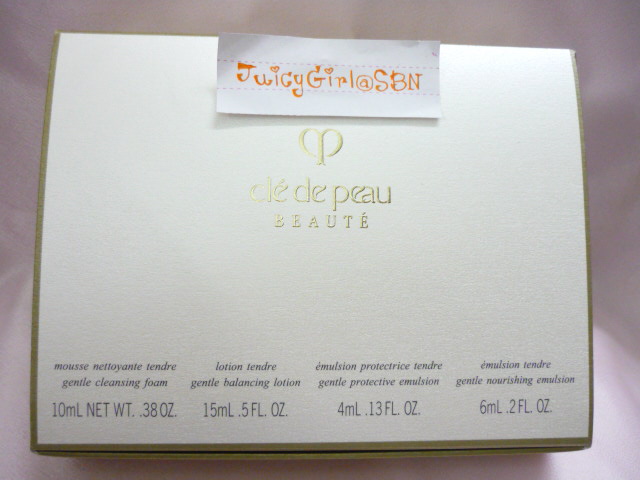 JuicyGirl@SBN
clé de peau
BEAUTÉ
mousse nettoyante tendre
gentle cleansing foam
10mL NET WT. .38 OZ.
lotion tendre
gentle balancing lotion
15mL .5 FL. OZ.
émulsion protectrice tendre
gentle protective emulsion
4mL .13 FL. OZ.
émulsion tendre
gentle nourishing emulsion
6mL .2 FL. OZ.